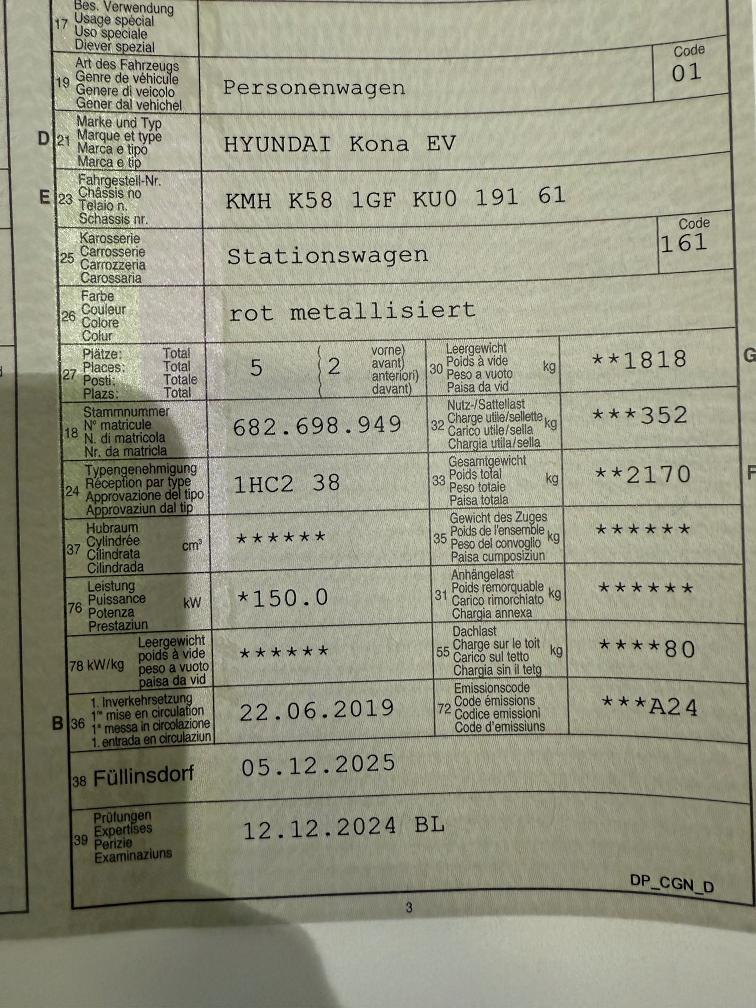 Bes. Verwendung
17 Usage spécial
Uso speciale
Diever spezial
Art des Fahrzeugs
19 Genre de véhicule
Genere di veicolo
Gener dal vehichel
Personenwagen
Code
01
Marke und Typ
D 21 Marque et type
Marca e tipo
Marca e tip
HYUNDAI Kona EV
Fahrgestell-Nr.
E 23 Châssis no
Telaio n.
Schassis nr.
KMH K58 1GF KU0 191 61
Karosserie
25 Carrosserie
Carrozzeria
Carossaria
Stationswagen
Code
161
Farbe
26 Couleur
Colore
Colur
rot metallisiert
Plätze: Total
27 Places: Total
Posti: Totale
Plazs: Total
5 ( 2
vorne)
avant)
anteriori)
davant)
Leergewicht
30 Poids à vide kg
Peso a vuoto
Paisa da vid
**1818
G
Stammnummer
18 N° matricule
N. di matricola
Nr. da matricla
682.698.949
Nutz-/Sattellast
32 Charge utile/sellette kg
Carico utile/sella
Chargia utila/sella
***352
Typengenehmigung
24 Réception par type
Approvazione del tipo
Approvaziun dal tip
1HC2 38
Gesamtgewicht
33 Poids total kg
Peso totale
Paisa totala
**2170
F
Hubraum
37 Cylindrée cm³
Cilindrata
Cilindrada
******
Gewicht des Zuges
35 Poids de l'ensemble kg
Peso del convoglio
Paisa cumposiziun
******
Leistung
76 Puissance kW
Potenza
Prestaziun
*150.0
Anhängelast
31 Poids remorquable kg
Carico rimorchiato
Chargia annexa
******
Leergewicht
78 kW/kg poids à vide
peso a vuoto
paisa da vid
******
Dachlast
55 Charge sur le toit kg
Carico sul tetto
Chargia sin il tetg
****80
1. Inverkehrsetzung
B 36 1re mise en circulation
1a messa in circolazione
1. entrada en circulaziun
22.06.2019
Emissionscode
72 Code émissions
Codice emissioni
Code d'emissiuns
***A24
38 Füllinsdorf
05.12.2025
Prüfungen
39 Expertises
Perizie
Examinaziuns
12.12.2024 BL
DP_CGN_D
3